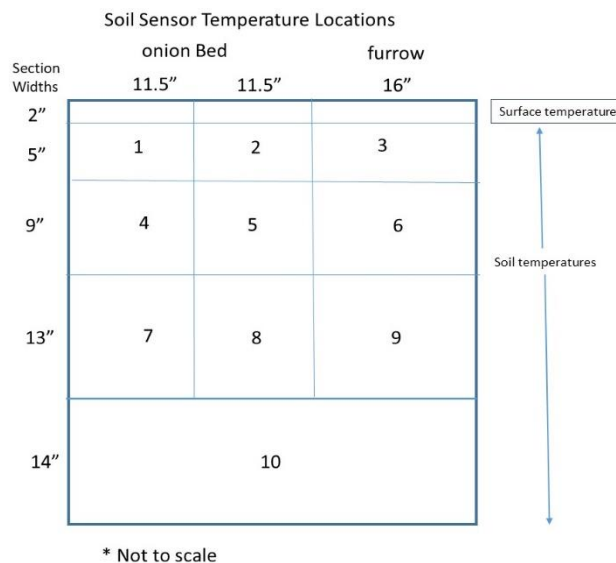 Soil Sensor Temperature Locations
onion Bed furrow
Section
Widths
11.5” 11.5” 16”
2”
Surface temperature
5” 1 2 3
9” 4 5 6
Soil temperatures
13” 7 8 9
14” 10
* Not to scale